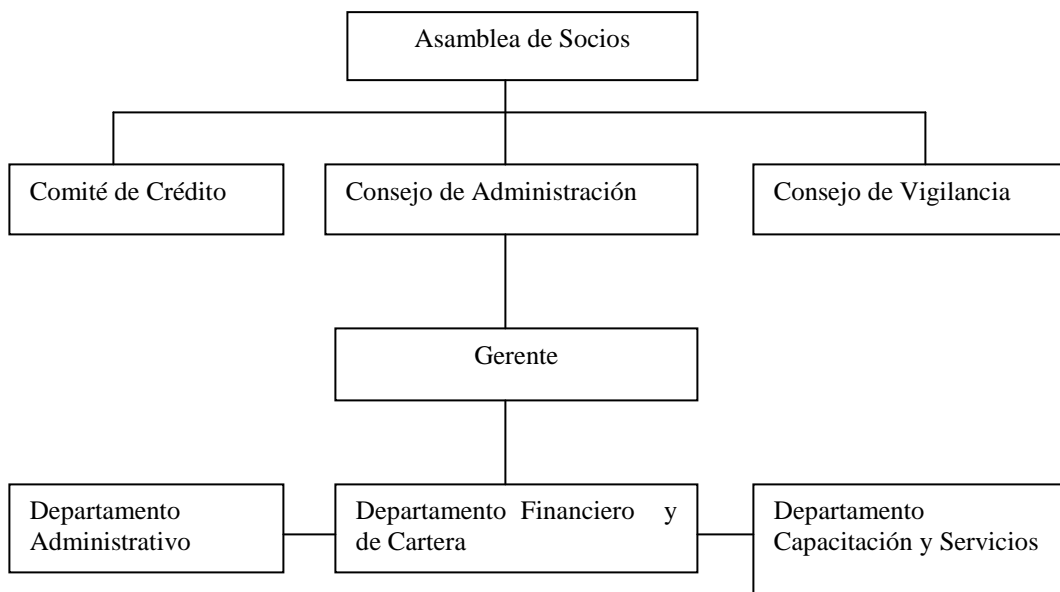 Asamblea de Socios
Comité de Crédito
Consejo de Administración
Consejo de Vigilancia
Gerente
Departamento
Administrativo
Departamento Financiero y
de Cartera
Departamento
Capacitación y Servicios